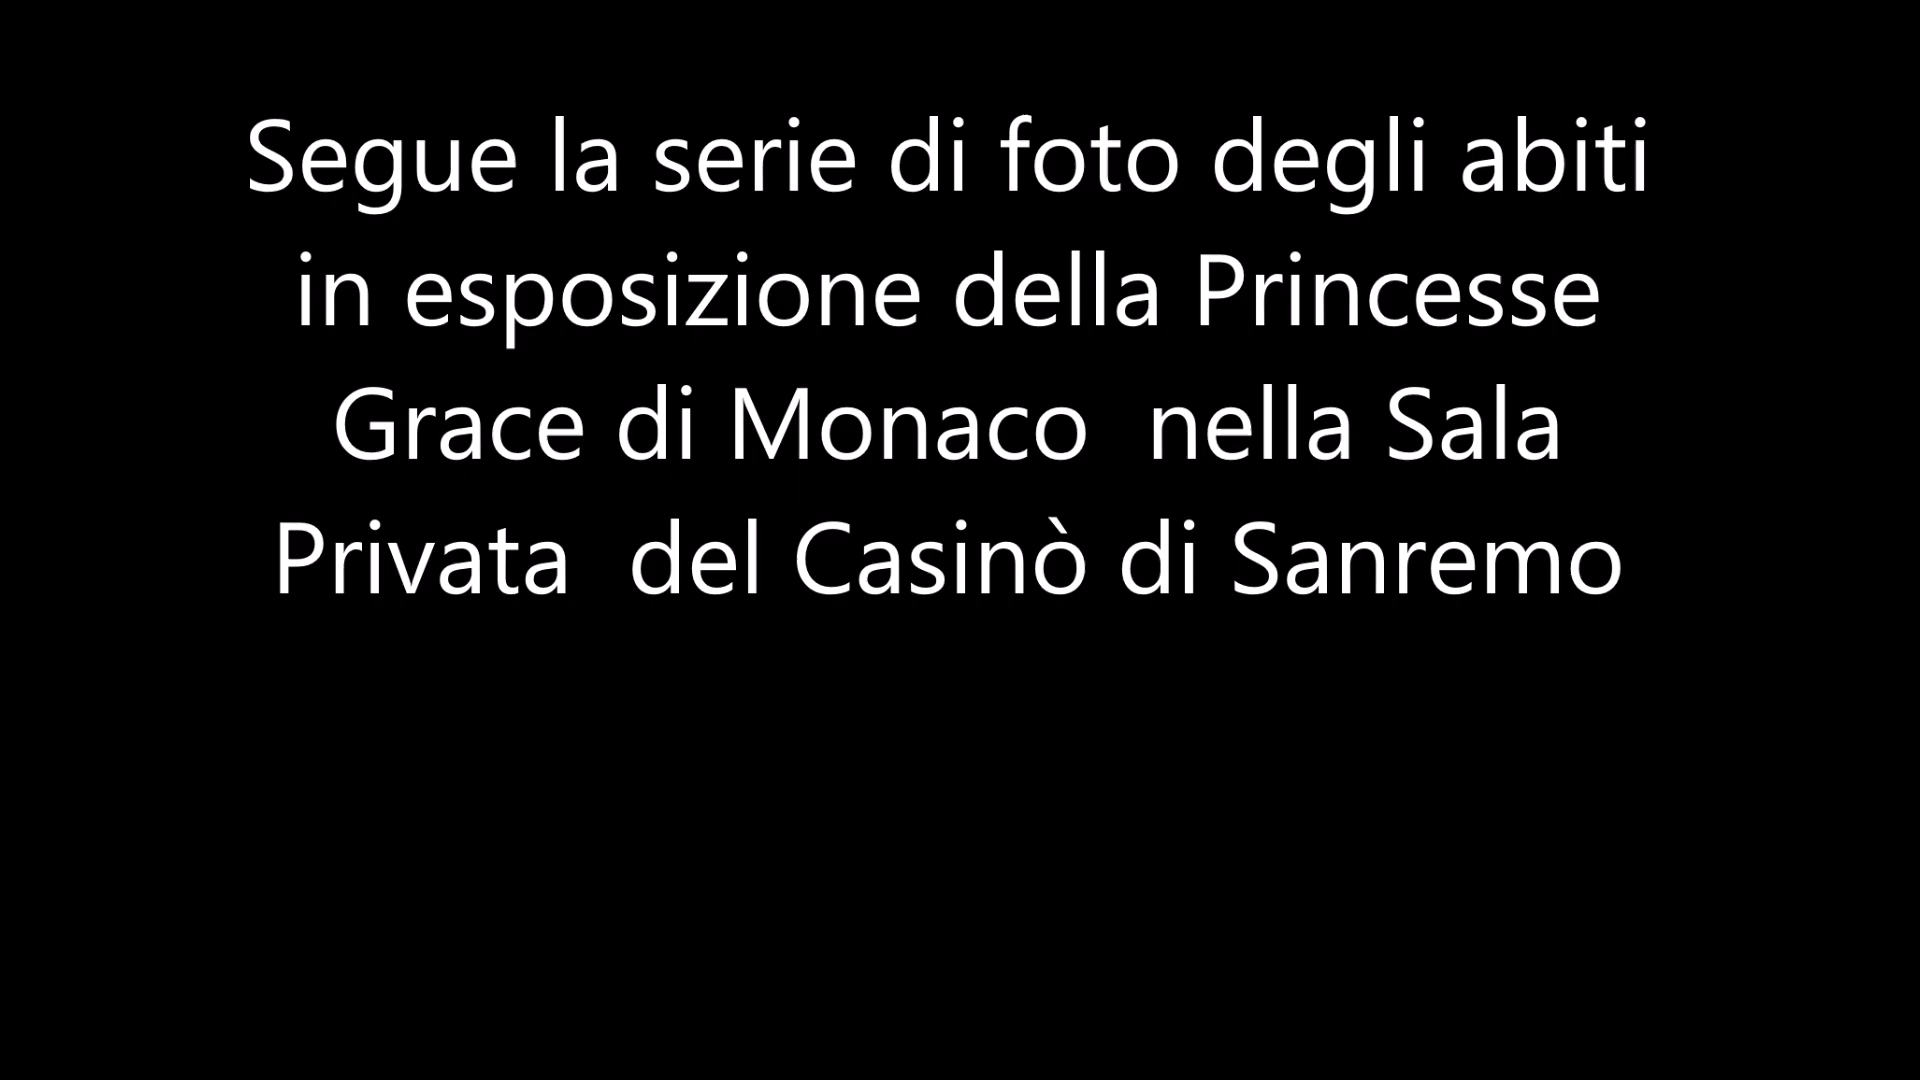 Segue la serie di foto degli abiti
in esposizione della Princesse
Grace di Monaco  nella Sala
Privata  del Casinò di Sanremo